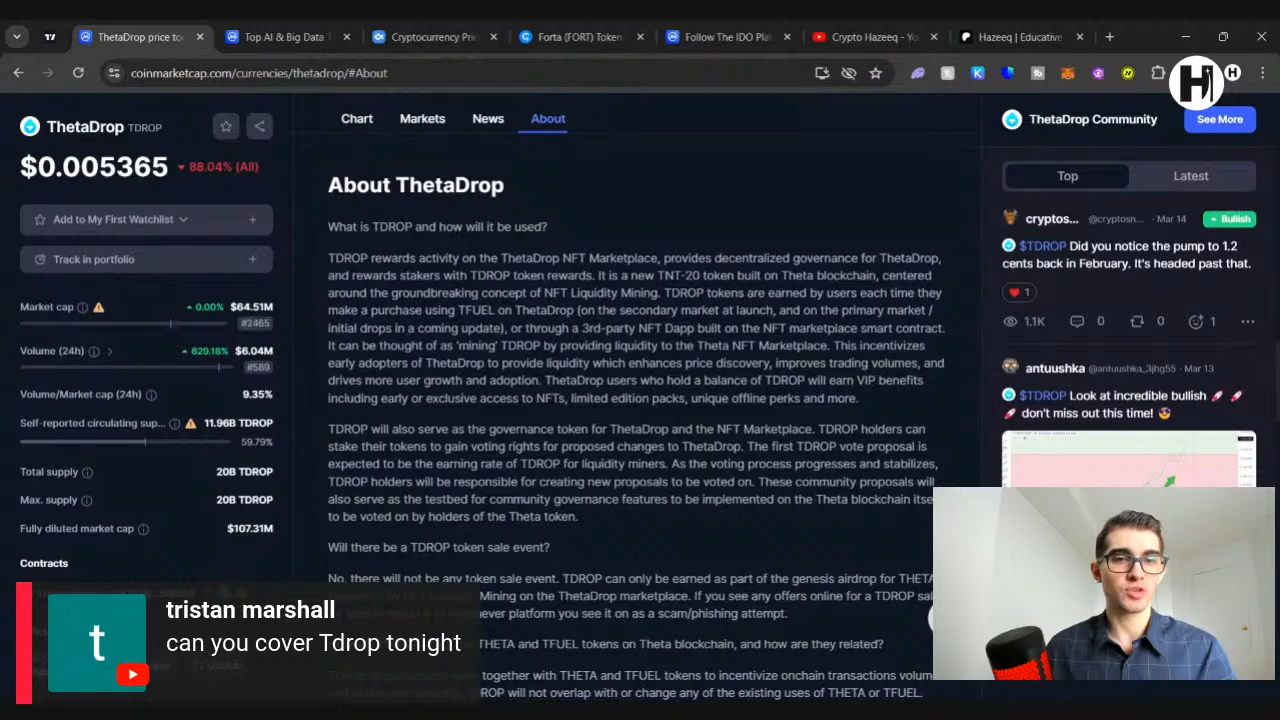 ThetaDrop price to
Top AI & Big Data T
Cryptocurrency Pri
Forta (FORT) Token
Follow The IDO Plat
Crypto Hazeeq - Yo
Hazeeq | Educative
coinmarketcap.com/currencies/thetadrop/#About
H
H
ThetaDrop TDROP
$0.005365 88.04% (All)
Add to My First Watchlist
Track in portfolio
Market cap 0.00% $64.51M
#2465
Volume (24h) 629.18% $6.04M
#589
Volume/Market cap (24h) 9.35%
Self-reported circulating sup... 11.96B TDROP
59.79%
Total supply 20B TDROP
Max. supply 20B TDROP
Fully diluted market cap $107.31M
Contracts
Chart Markets News About
About ThetaDrop
What is TDROP and how will it be used?
TDROP rewards activity on the ThetaDrop NFT Marketplace, provides decentralized governance for ThetaDrop,
and rewards stakers with TDROP token rewards. It is a new TNT-20 token built on Theta blockchain, centered
around the groundbreaking concept of NFT Liquidity Mining. TDROP tokens are earned by users each time they
make a purchase using TFUEL on ThetaDrop (on the secondary market at launch, and on the primary market /
initial drops in a coming update), or through a 3rd-party NFT Dapp built on the NFT marketplace smart contract.
It can be thought of as 'mining' TDROP by providing liquidity to the Theta NFT Marketplace. This incentivizes
early adopters of ThetaDrop to provide liquidity which enhances price discovery, improves trading volumes, and
drives more user growth and adoption. ThetaDrop users who hold a balance of TDROP will earn VIP benefits
including early or exclusive access to NFTs, limited edition packs, unique offline perks and more.
TDROP will also serve as the governance token for ThetaDrop and the NFT Marketplace. TDROP holders can
stake their tokens to gain voting rights for proposed changes to ThetaDrop. The first TDROP vote proposal is
expected to be the earning rate of TDROP for liquidity miners. As the voting process progresses and stabilizes,
TDROP holders will be responsible for creating new proposals to be voted on. These community proposals will
also serve as the testbed for community governance features to be implemented on the Theta blockchain itse
to be voted on by holders of the Theta token.
Will there be a TDROP token sale event?
No, there will not be any token sale event. TDROP can only be earned as part of the genesis airdrop for THETA
Mining on the ThetaDrop marketplace. If you see any offers online for a TDROP sal
never platform you see it on as a scam/phishing attempt.
THETA and TFUEL tokens on Theta blockchain, and how are they related?
together with THETA and TFUEL tokens to incentivize onchain transactions volum
DROP will not overlap with or change any of the existing uses of THETA or TFUEL.
ThetaDrop Community See More
Top Latest
cryptos... @cryptosn... · Mar 14 Bullish
$TDROP Did you notice the pump to 1.2
cents back in February. It's headed past that.
1
1.1K 0 0 1
antuushka @antuushka_3jhg55 · Mar 13
$TDROP Look at incredible bullish
don't miss out this time!
t
tristan marshall
can you cover Tdrop tonight